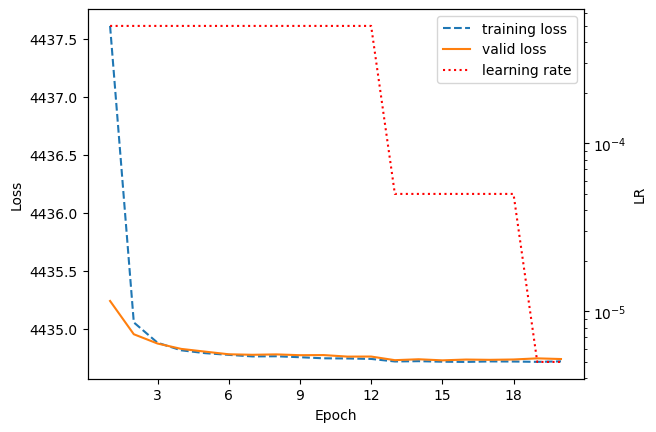 training loss
valid loss
learning rate
4437.5
4437.0
4436.5
4436.0
4435.5
4435.0
Loss
10⁻⁴
10⁻⁵
LR
3 6 9 12 15 18
Epoch